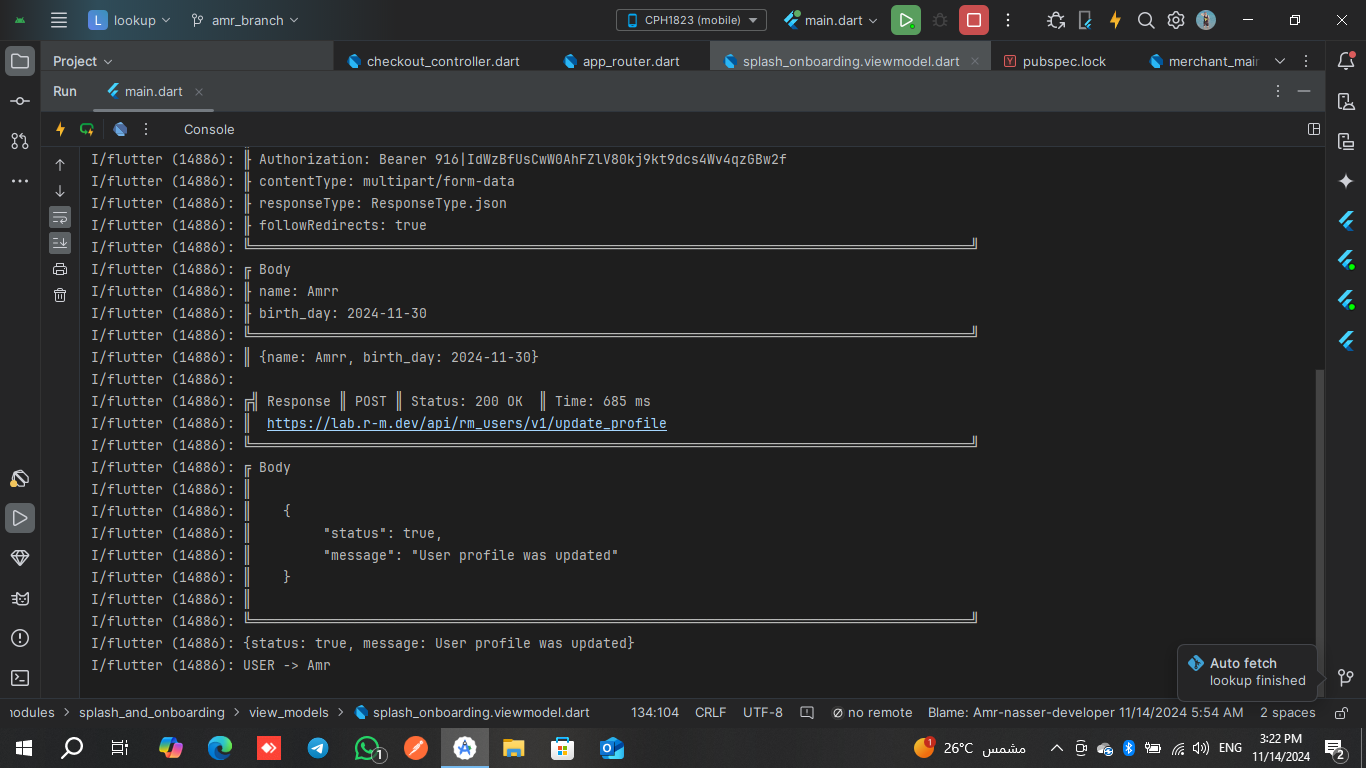 L lookup amr_branch CPH1823 (mobile) main.dart
Project checkout_controller.dart app_router.dart splash_onboarding.viewmodel.dart pubspec.lock merchant_mair
Run main.dart
Console
I/flutter (14886): ╟ Authorization: Bearer 916|IdWzBfUsCwW0AhFZlV80kj9kt9dcs4Wv4qzGBw2f
I/flutter (14886): ╟ contentType: multipart/form-data
I/flutter (14886): ╟ responseType: ResponseType.json
I/flutter (14886): ╟ followRedirects: true
I/flutter (14886): ╚══════════════════════════════════════════════════════════════════════════════════════════╝
I/flutter (14886): ╔ Body
I/flutter (14886): ╟ name: Amrr
I/flutter (14886): ╟ birth_day: 2024-11-30
I/flutter (14886): ╚══════════════════════════════════════════════════════════════════════════════════════════╝
I/flutter (14886): ║ {name: Amrr, birth_day: 2024-11-30}
I/flutter (14886):
I/flutter (14886): ╔╣ Response ║ POST ║ Status: 200 OK  ║ Time: 685 ms
I/flutter (14886): ║  https://lab.r-m.dev/api/rm_users/v1/update_profile
I/flutter (14886): ╚══════════════════════════════════════════════════════════════════════════════════════════╝
I/flutter (14886): ╔ Body
I/flutter (14886): ║
I/flutter (14886): ║    {
I/flutter (14886): ║         "status": true,
I/flutter (14886): ║         "message": "User profile was updated"
I/flutter (14886): ║    }
I/flutter (14886): ║
I/flutter (14886): ╚══════════════════════════════════════════════════════════════════════════════════════════╝
I/flutter (14886): {status: true, message: User profile was updated}
I/flutter (14886): USER -> Amr
Auto fetch
lookup finished
nodules > splash_and_onboarding > view_models > splash_onboarding.viewmodel.dart 134:104 CRLF UTF-8 no remote Blame: Amr-nasser-developer 11/14/2024 5:54 AM 2 spaces
1 1 26°C مشمس ENG 3:22 PM
11/14/2024 2